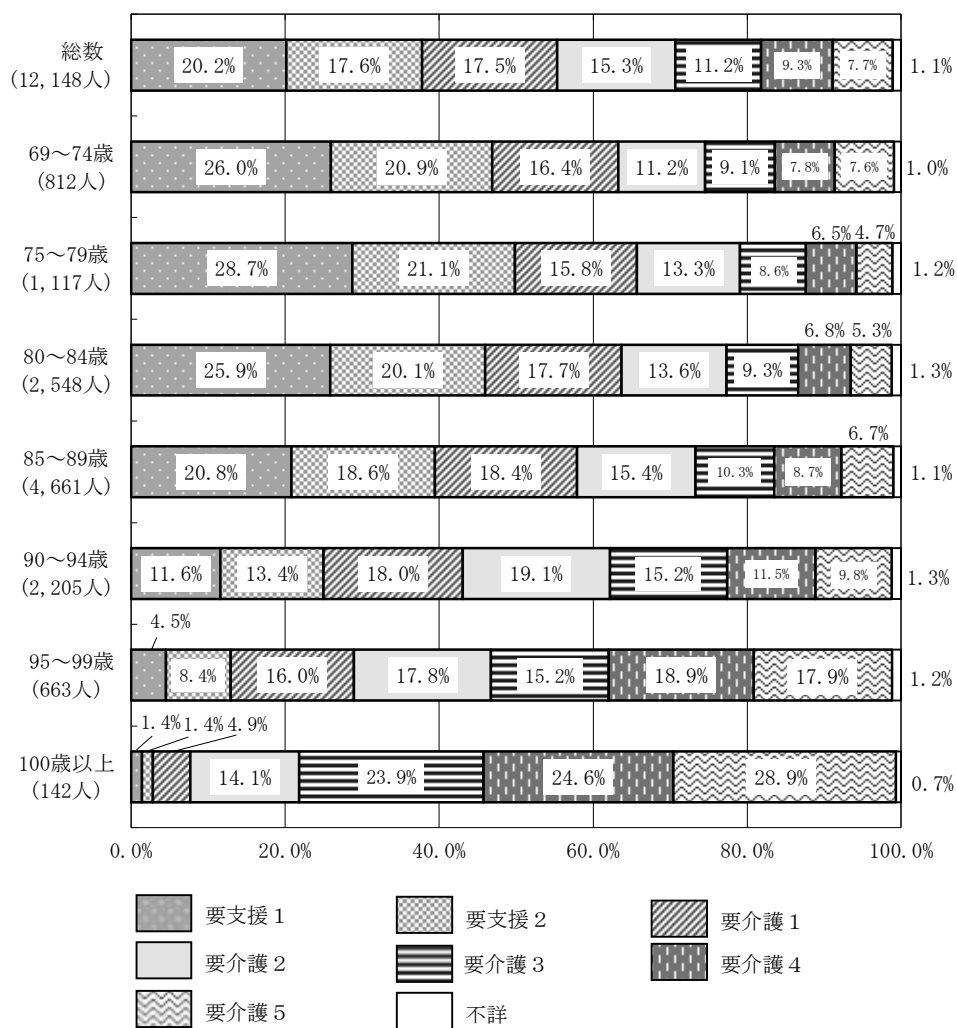 総数
(12,148人)
20.2% 17.6% 17.5% 15.3% 11.2% 9.3% 7.7% 1.1%
69～74歳
(812人)
26.0% 20.9% 16.4% 11.2% 9.1% 7.8% 7.6% 1.0%
6.5% 4.7%
75～79歳
(1,117人)
28.7% 21.1% 15.8% 13.3% 8.6% 1.2%
6.8% 5.3%
80～84歳
(2,548人)
25.9% 20.1% 17.7% 13.6% 9.3% 1.3%
6.7%
85～89歳
(4,661人)
20.8% 18.6% 18.4% 15.4% 10.3% 8.7% 1.1%
90～94歳
(2,205人)
11.6% 13.4% 18.0% 19.1% 15.2% 11.5% 9.8% 1.3%
4.5%
95～99歳
(663人)
8.4% 16.0% 17.8% 15.2% 18.9% 17.9% 1.2%
1.4% 1.4% 4.9%
100歳以上
(142人)
14.1% 23.9% 24.6% 28.9% 0.7%
0.0% 20.0% 40.0% 60.0% 80.0% 100.0%
要支援１ 要支援２ 要介護１
要介護２ 要介護３ 要介護４
要介護５ 不詳